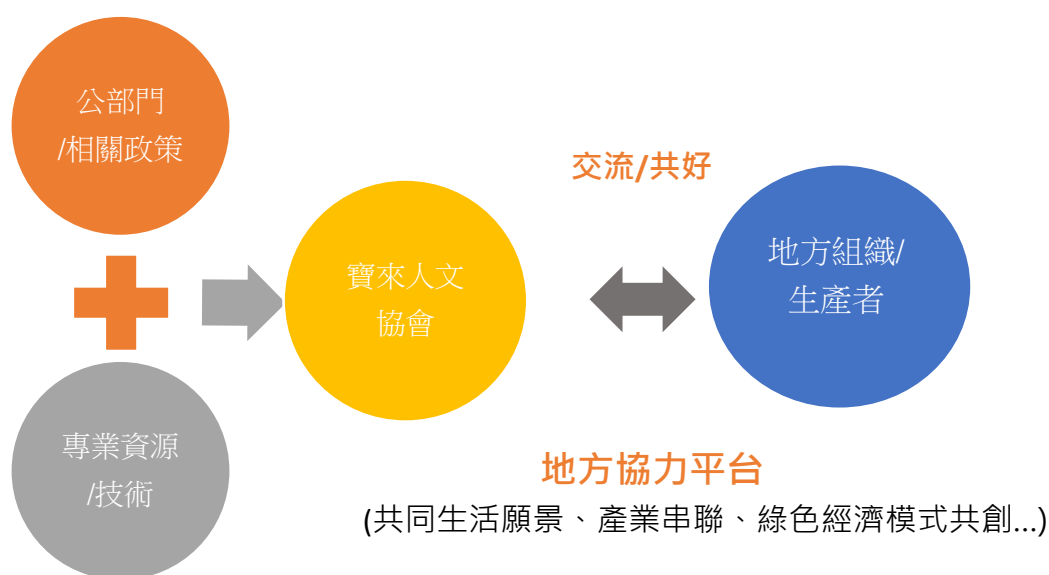 公部門
/相關政策
交流/共好
地方組織/
生產者
寶來人文
協會
專業資源
/技術
地方協力平台
(共同生活願景、產業串聯、綠色經濟模式共創...)